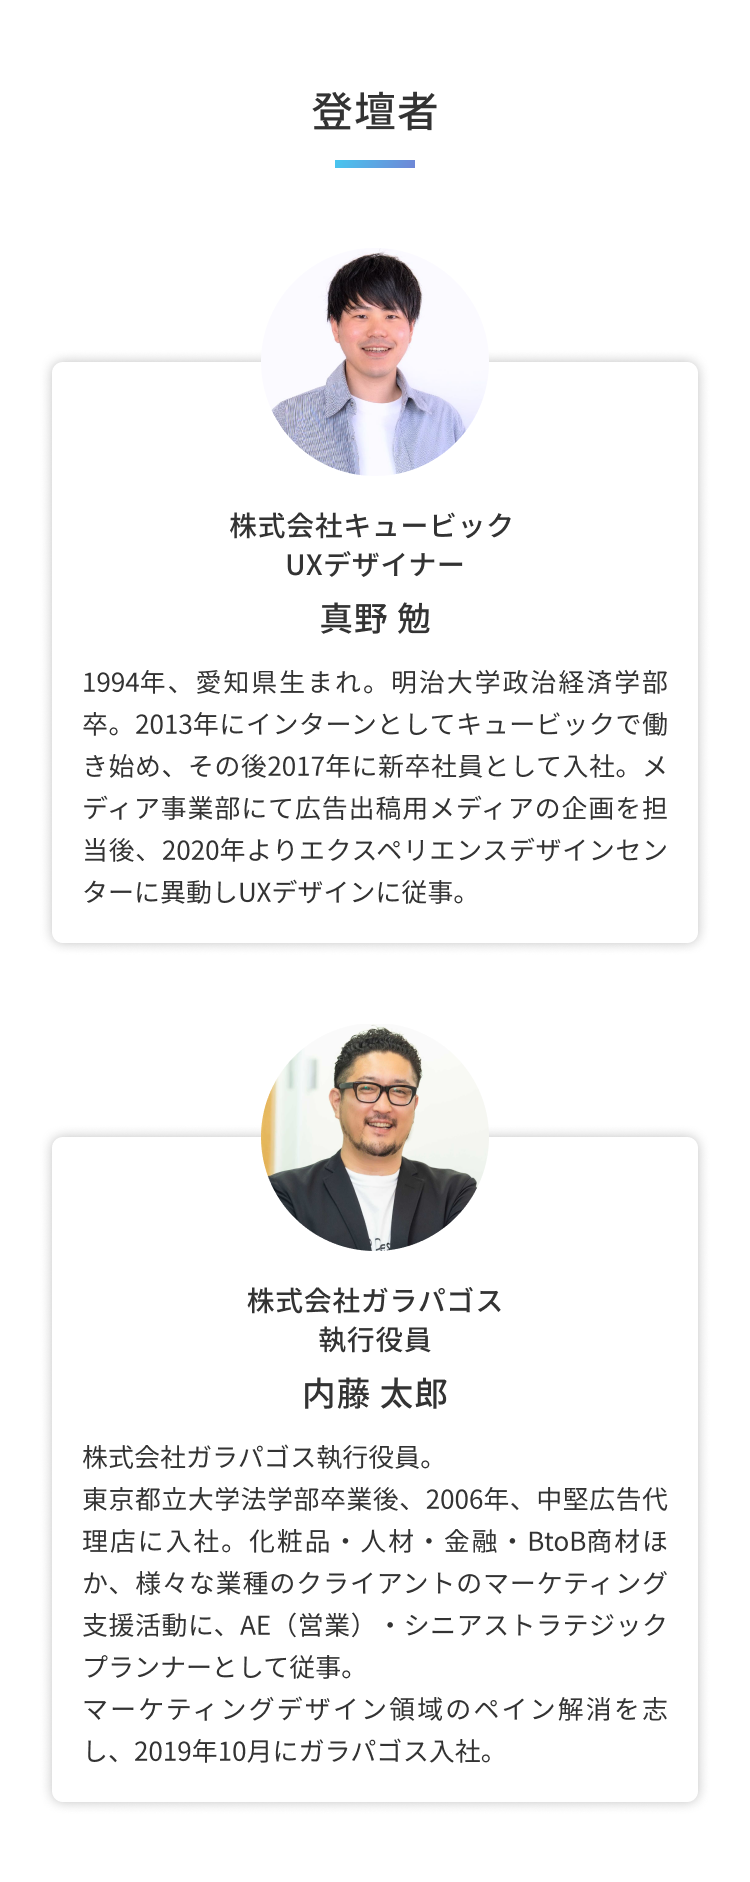 登壇者
株式会社キュービック
UXデザイナー
真野 勉
1994年、愛知県生まれ。明治大学政治経済学部
卒。2013年にインターンとしてキュービックで働
き始め、その後2017年に新卒社員として入社。メ
ディア事業部にて広告出稿用メディアの企画を担
当後、2020年よりエクスペリエンスデザインセン
ターに異動しUXデザインに従事。
株式会社ガラパゴス
執行役員
内藤 太郎
株式会社ガラパゴス執行役員。
東京都立大学法学部卒業後、2006年、中堅広告代
理店に入社。化粧品・人材・金融・BtoB商材ほ
か、様々な業種のクライアントのマーケティング
支援活動に、AE（営業）・シニアストラテジック
プランナーとして従事。
マーケティングデザイン領域のペイン解消を志
し、2019年10月にガラパゴス入社。